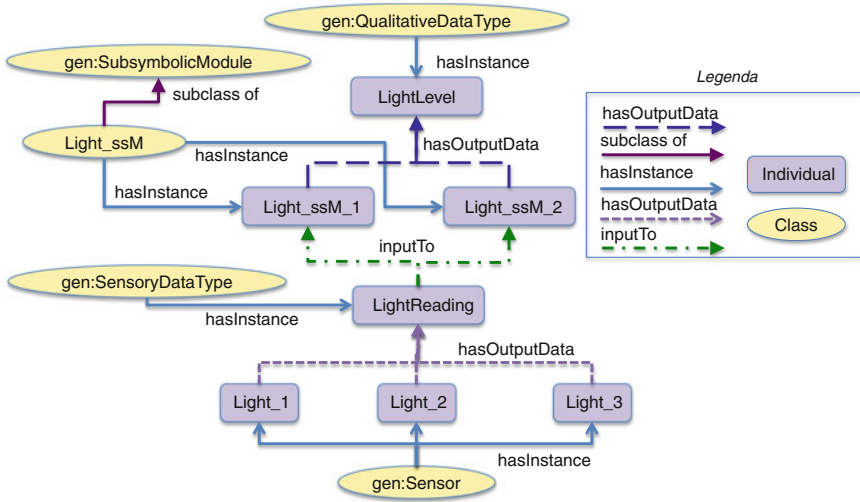 gen:QualitativeDataType
gen:SubsymbolicModule
hasInstance
Legenda
subclass of
LightLevel
hasOutputData
Light_ssM
hasOutputData
subclass of
hasInstance
hasInstance
Individual
hasInstance
hasOutputData
Light_ssM_1
Light_ssM_2
Class
inputTo
inputTo
gen:SensoryDataType
LightReading
hasInstance
hasOutputData
Light_1
Light_2
Light_3
hasInstance
gen:Sensor